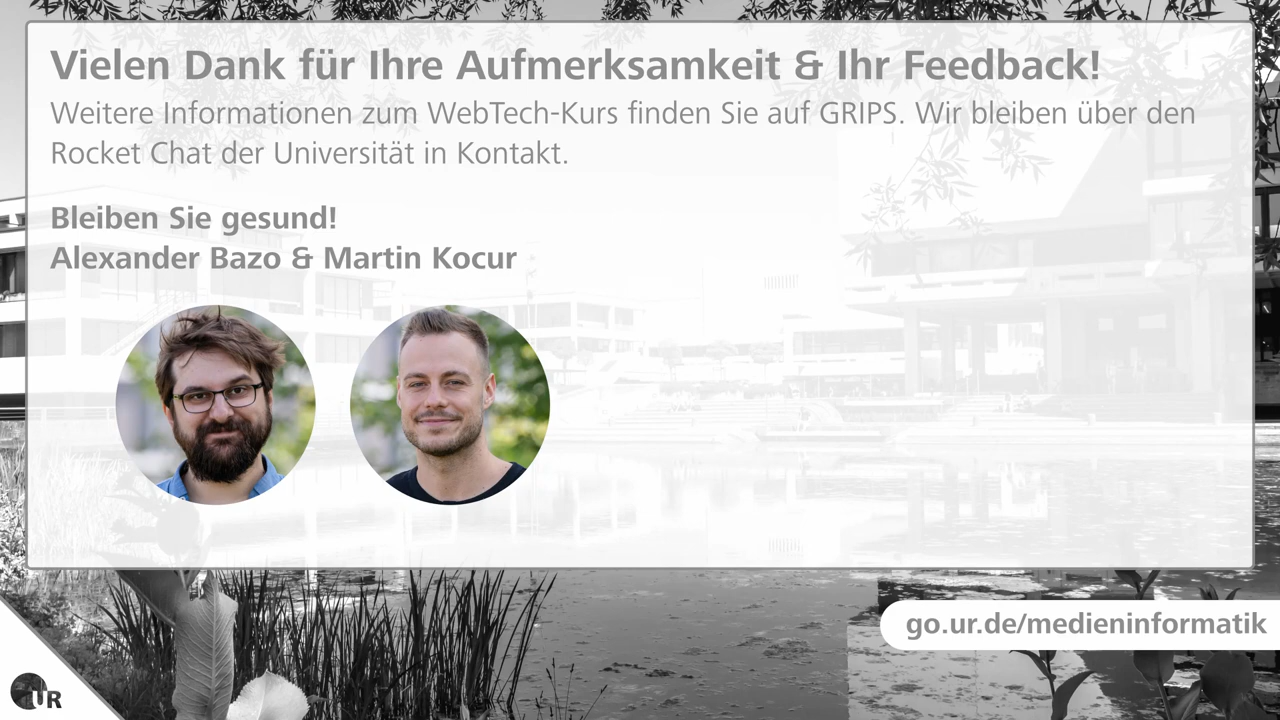 Vielen Dank für Ihre Aufmerksamkeit & Ihr Feedback!
Weitere Informationen zum WebTech-Kurs finden Sie auf GRIPS. Wir bleiben über den
Rocket Chat der Universität in Kontakt.
Bleiben Sie gesund!
Alexander Bazo & Martin Kocur
go.ur.de/medieninformatik
UR